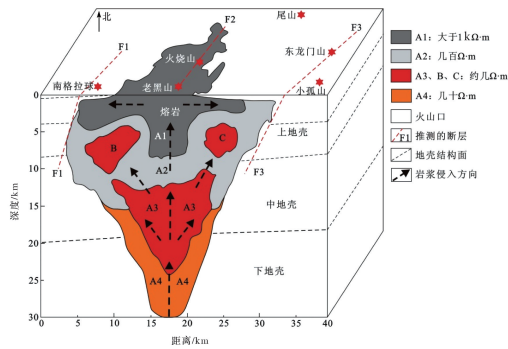 北
F1
F2
尾山
F3
火烧山
东龙门山
南格拉球
老黑山
小孤山
熔岩
上地壳
A1
B
C
A2
F1
F3
中地壳
A3
A3
下地壳
A4
A4
0
5
10
15
20
25
30
深度/km
0
10
20
30
40
距离/km
A1：大于1kΩ·m
A2：几百Ω·m
A3、B、C：约几Ω·m
A4：几十Ω·m
火山口
F1
推测的断层
地壳结构面
岩浆侵入方向